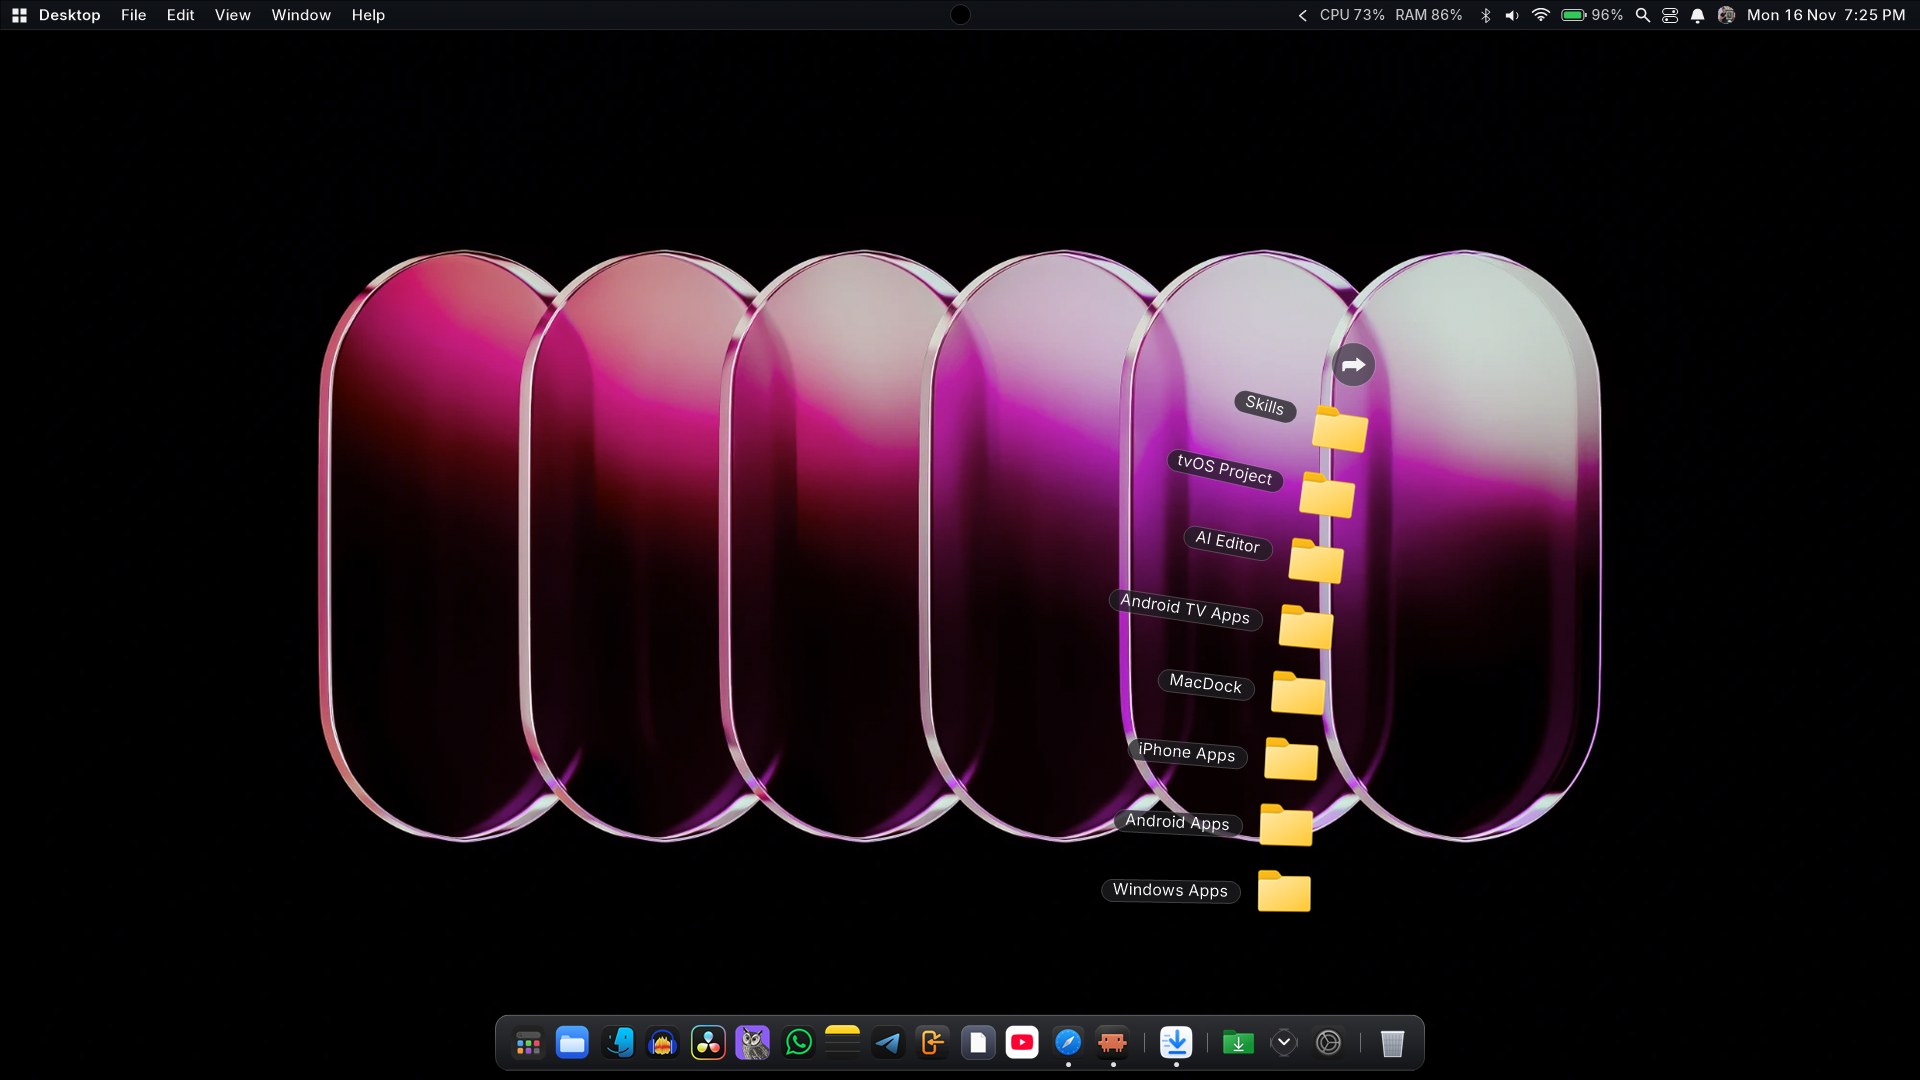 Desktop File Edit View Window Help
CPU 73% RAM 86% 96% Mon 16 Nov 7:25 PM
Skills
tvOS Project
AI Editor
Android TV Apps
MacDock
iPhone Apps
Android Apps
Windows Apps